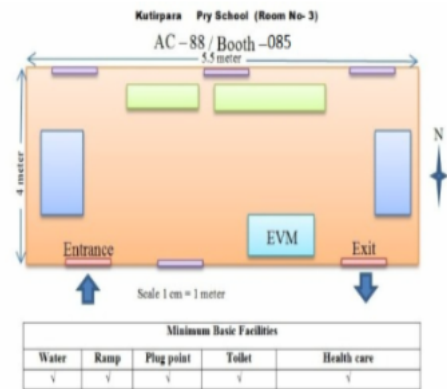 Kutirpara Pry School (Room No- 3)
AC – 88 / Booth –085
5.5 meter
4 meter
N
EVM
Entrance
Exit
Scale 1 cm = 1 meter
Minimum Basic Facilities
Water Ramp Plug point Toilet Health care
√ √ √ √ √